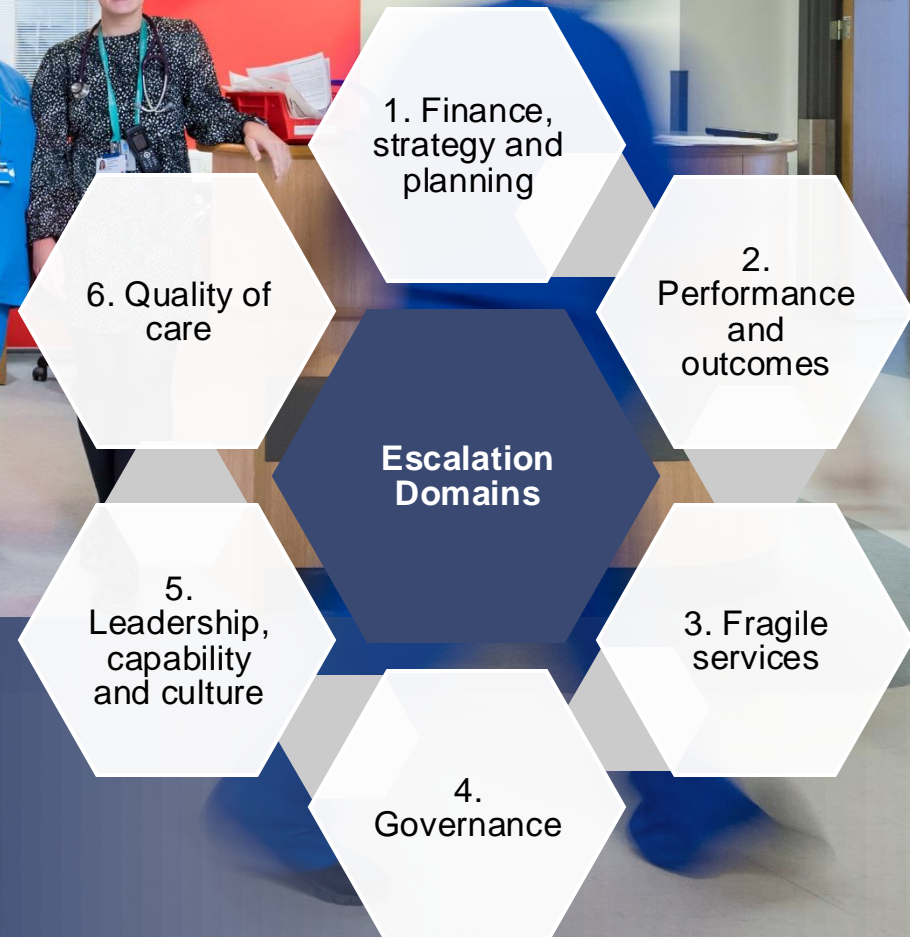 1. Finance,
strategy and
planning
2.
Performance
and
outcomes
3. Fragile
services
4.
Governance
5.
Leadership,
capability
and culture
6. Quality of
care
Escalation
Domains